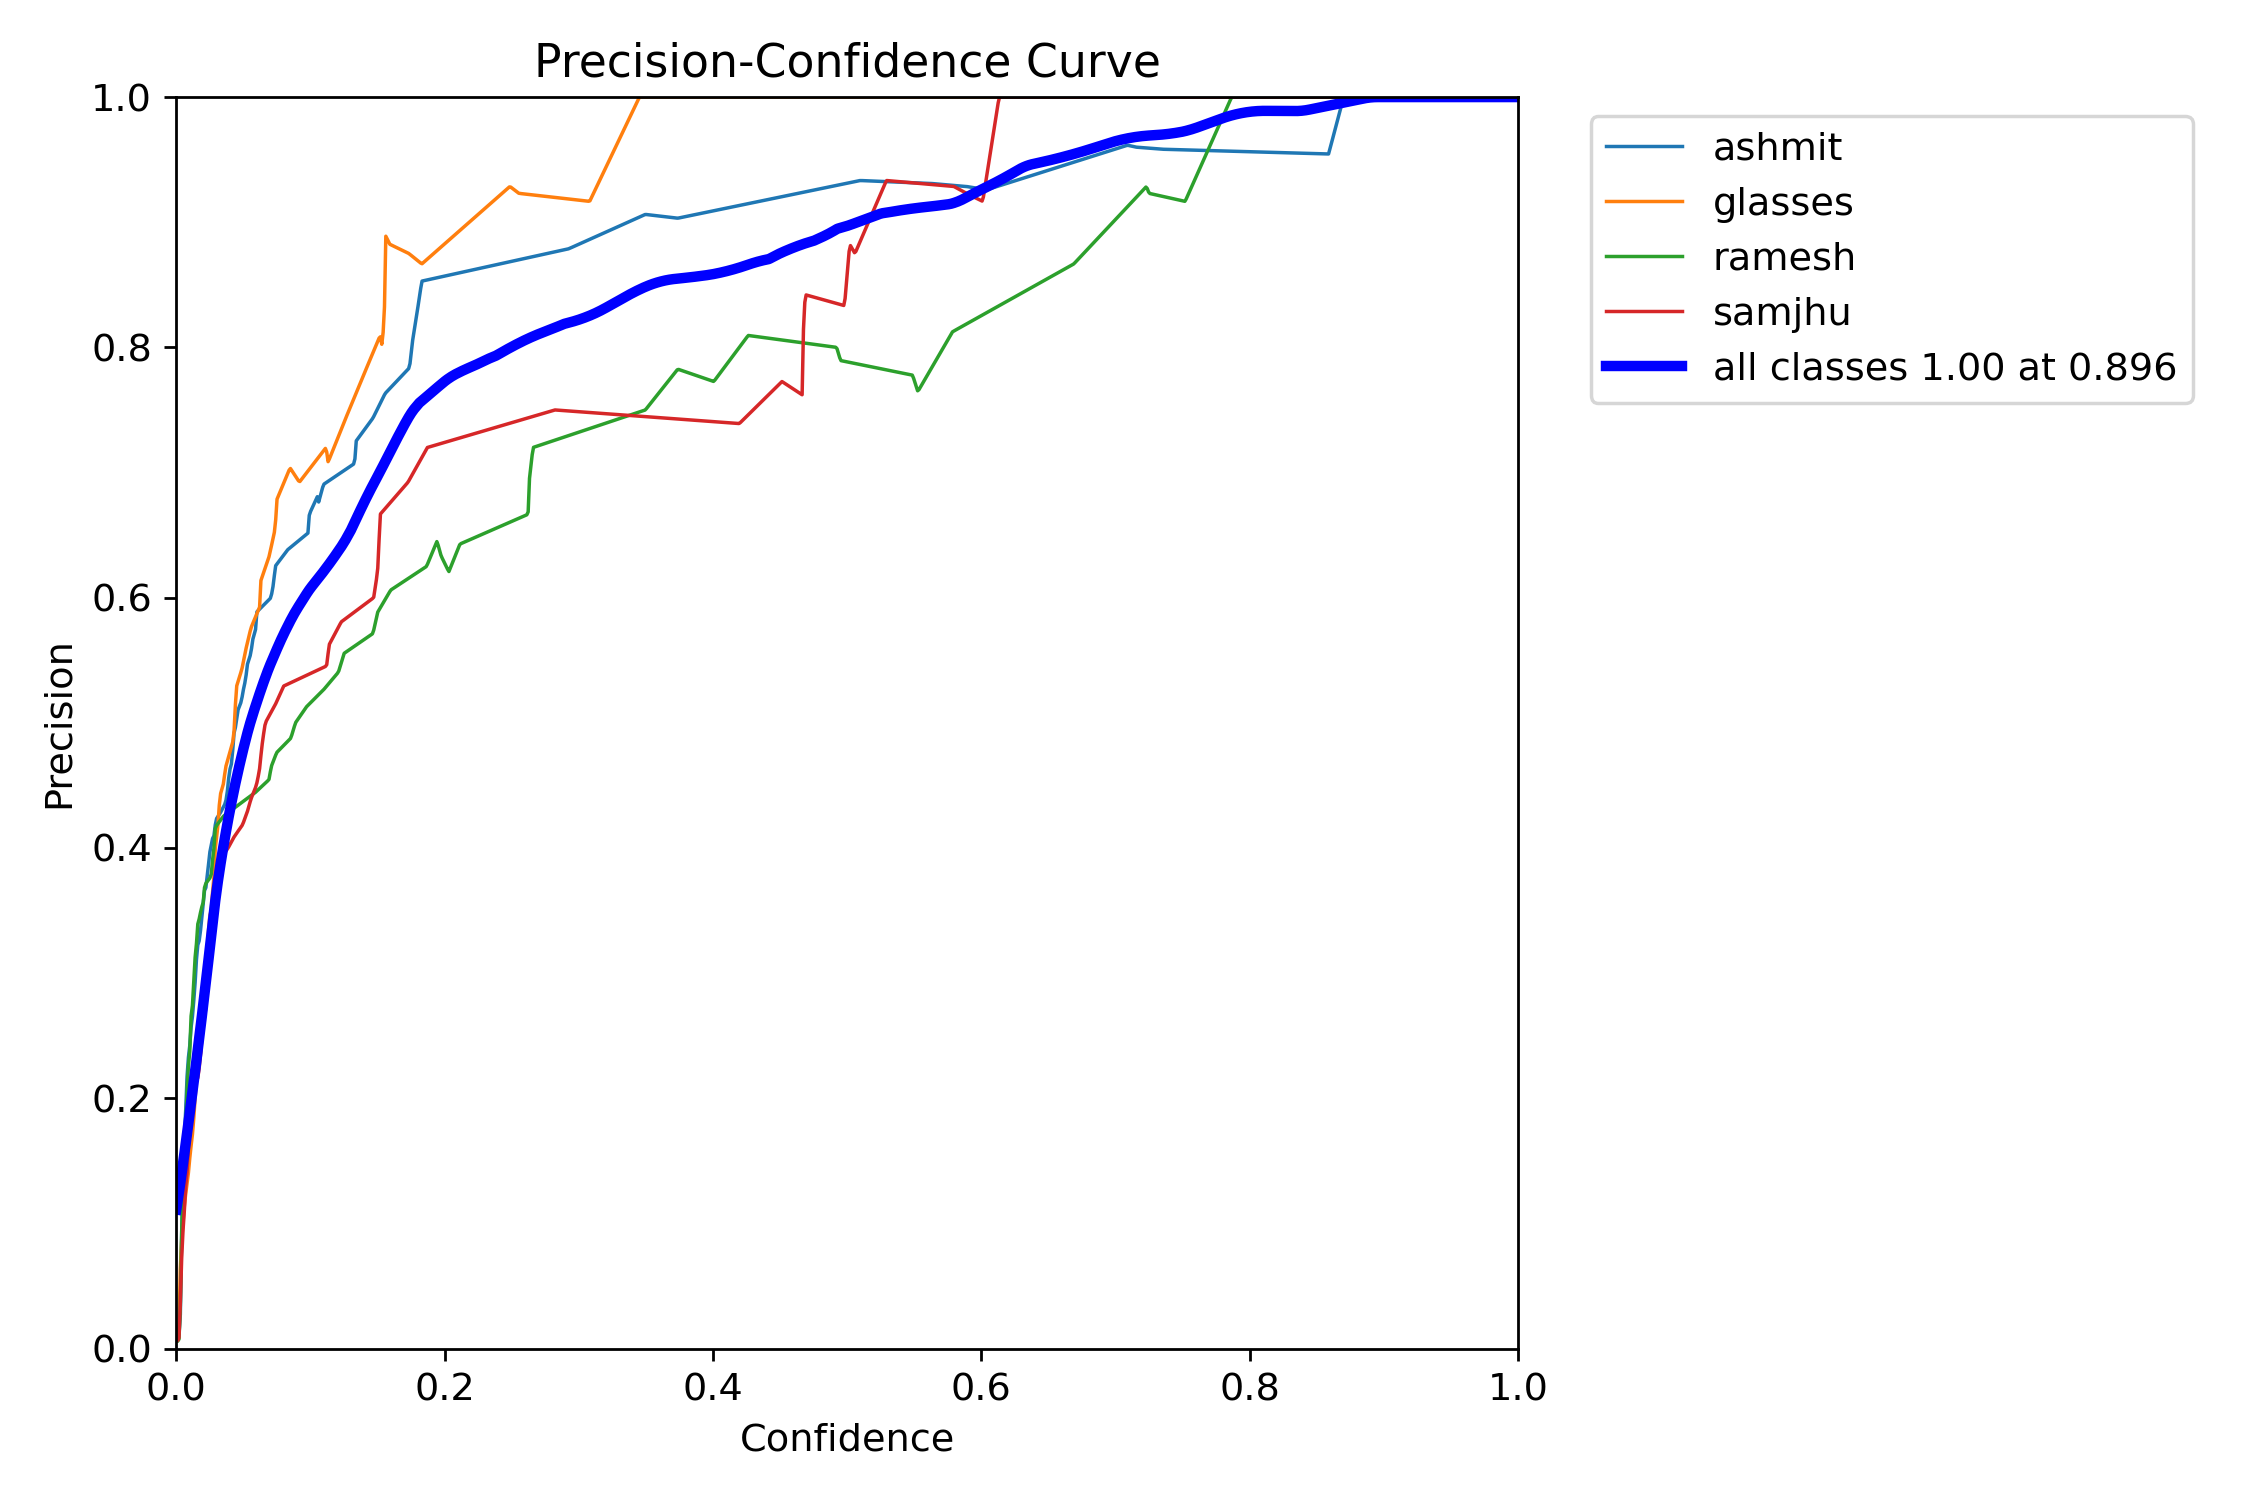 Precision-Confidence Curve
1.0
0.8
0.6
0.4
0.2
0.0
Precision
0.0 0.2 0.4 0.6 0.8 1.0
Confidence
ashmit
glasses
ramesh
samjhu
all classes 1.00 at 0.896